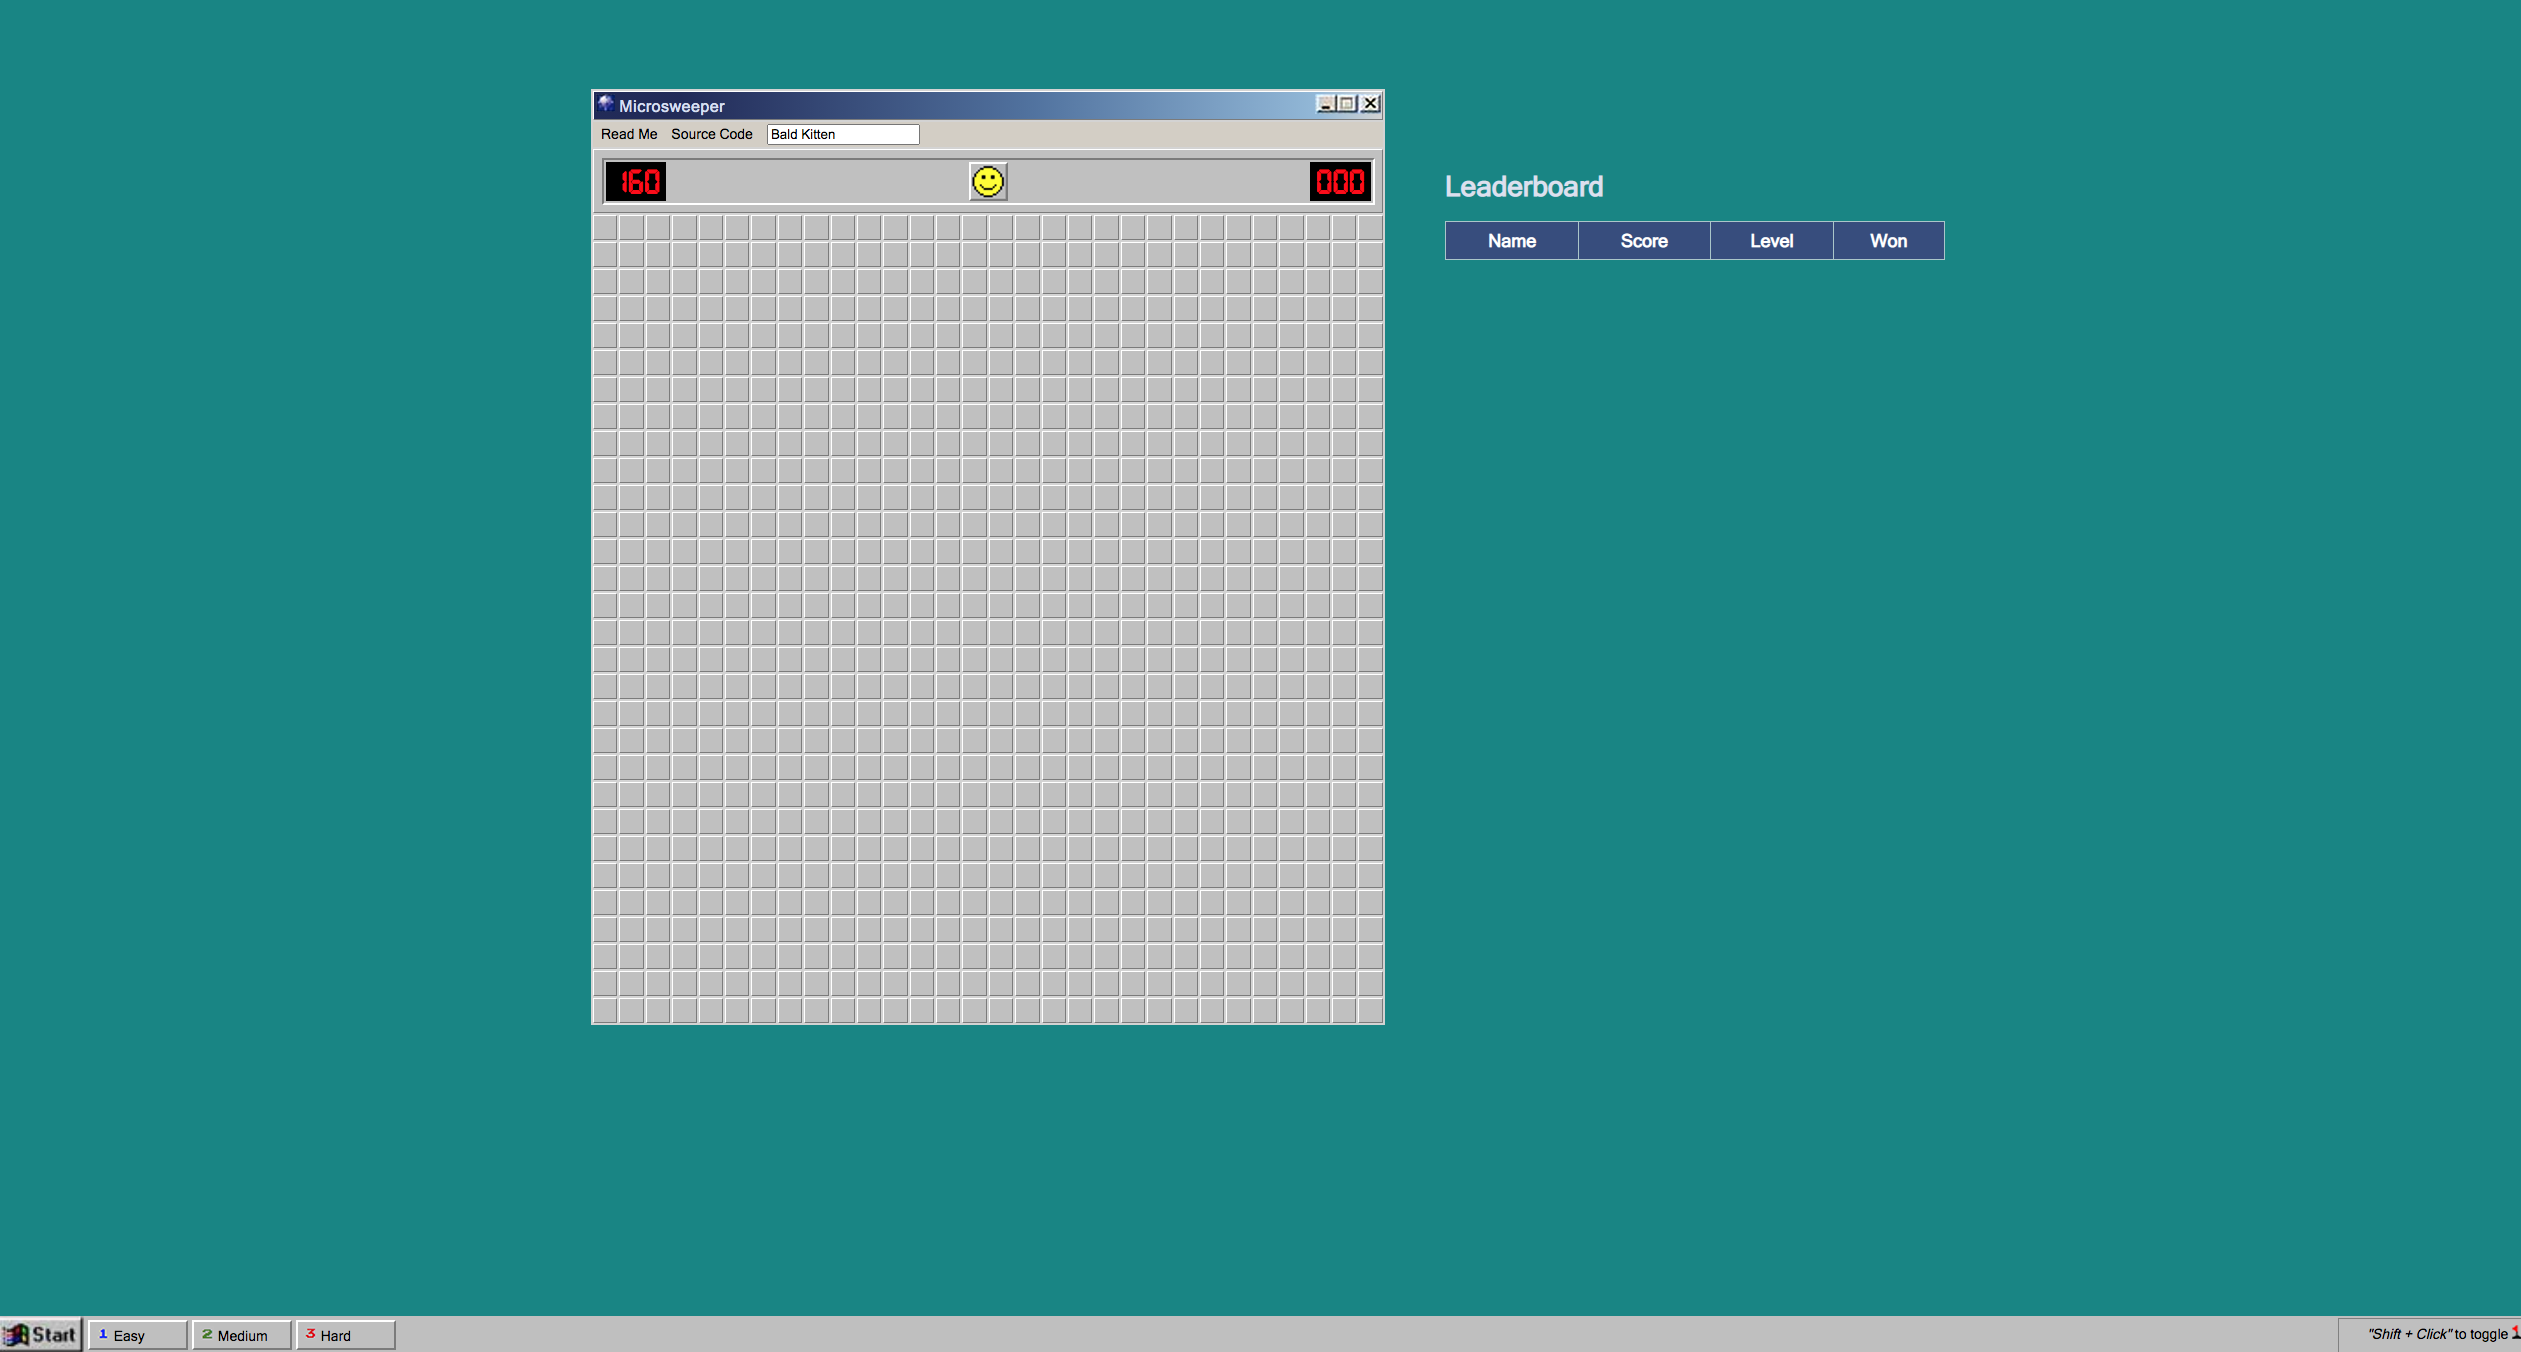 Microsweeper
Read Me Source Code Bald Kitten
160 000
Leaderboard
Name Score Level Won
Start 1 Easy 2 Medium 3 Hard "Shift + Click" to toggle